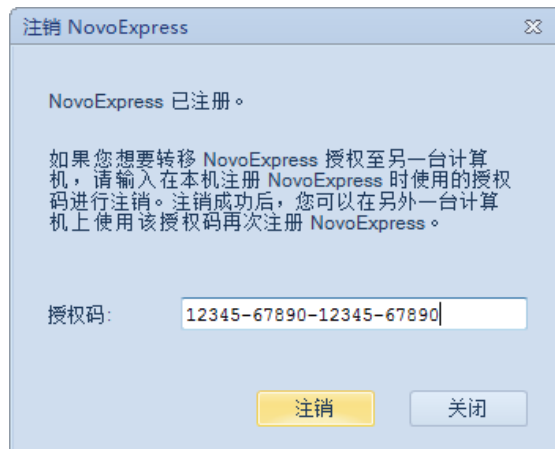 注销 NovoExpress
NovoExpress 已注册。
如果您想要转移 NovoExpress 授权至另一台计算
机，请输入在本机注册 NovoExpress 时使用的授权
码进行注销。注销成功后，您可以在另外一台计算
机上使用该授权码再次注册 NovoExpress。
授权码:
12345-67890-12345-67890
注销
关闭